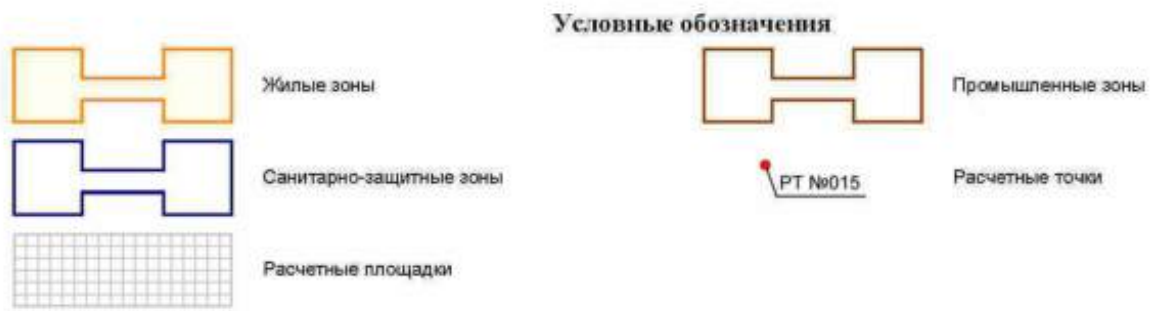 Условные обозначения
Жилые зоны
Промышленные зоны
Санитарно-защитные зоны
РТ №015
Расчетные точки
Расчетные площадки